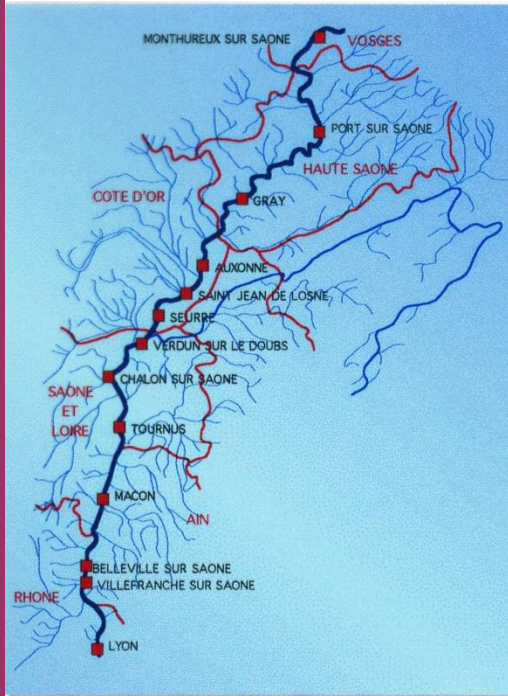 MONTHUREUX SUR SAONE
VOSGES
PORT SUR SAONE
HAUTE SAONE
COTE D'OR
GRAY
AUXONNE
SAINT JEAN DE LOSNE
SEURRE
VERDUN SUR LE DOUBS
CHALON SUR SAONE
SAONE
ET
LOIRE
TOURNUS
MACON
AIN
BELLEVILLE SUR SAONE
VILLEFRANCHE SUR SAONE
RHONE
LYON